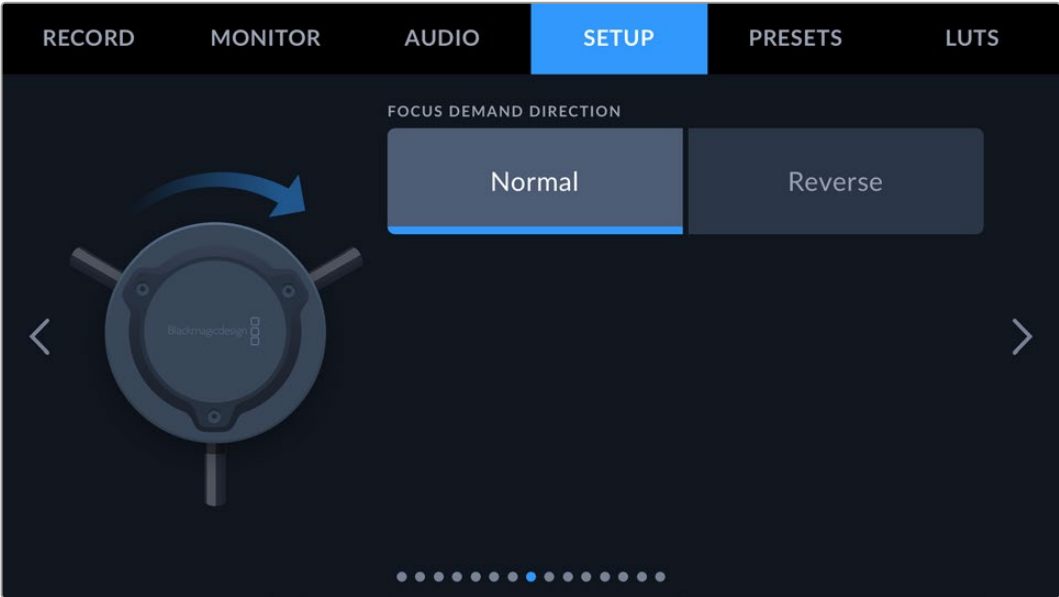 RECORD MONITOR AUDIO SETUP PRESETS LUTS
FOCUS DEMAND DIRECTION
Normal Reverse
Blackmagicdesign